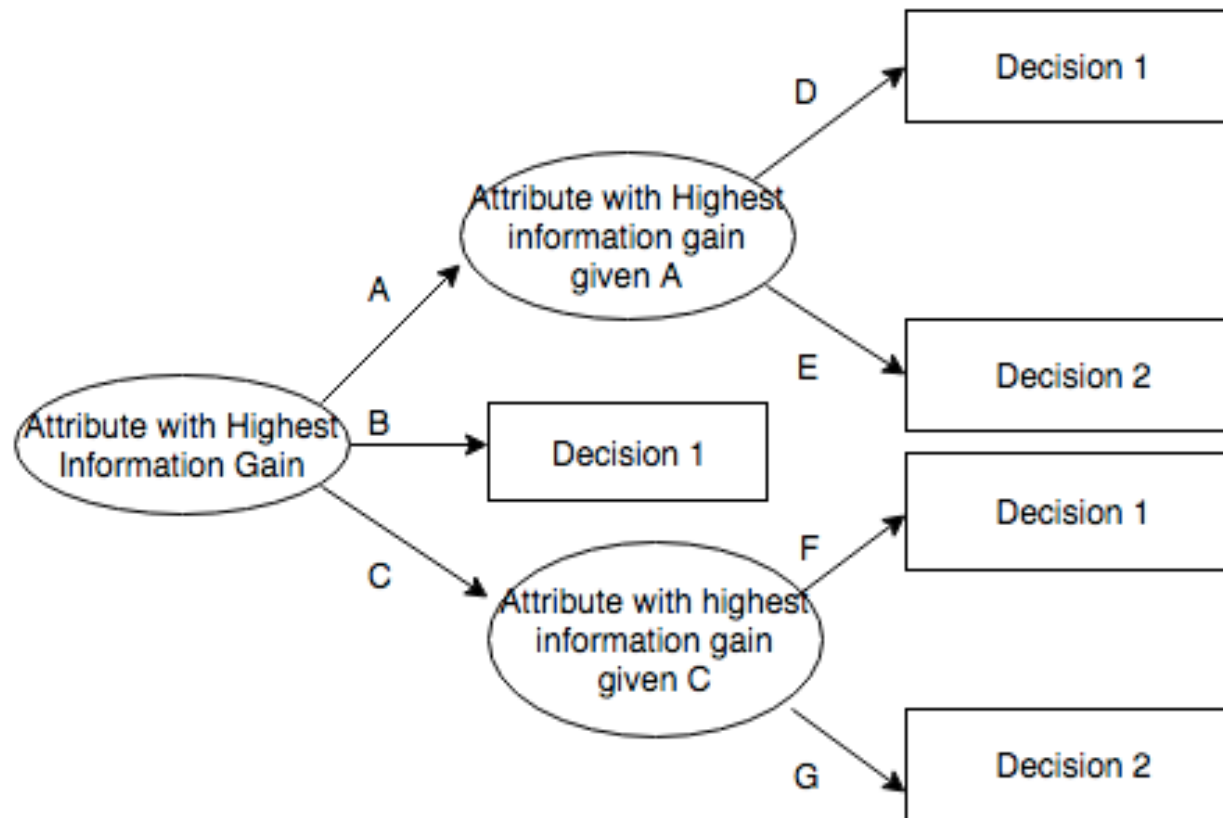 Decision 1
D
Attribute with Highest
information gain
given A
A
E
Decision 2
Attribute with Highest
Information Gain
B
Decision 1
C
F
Decision 1
Attribute with highest
information gain
given C
G
Decision 2